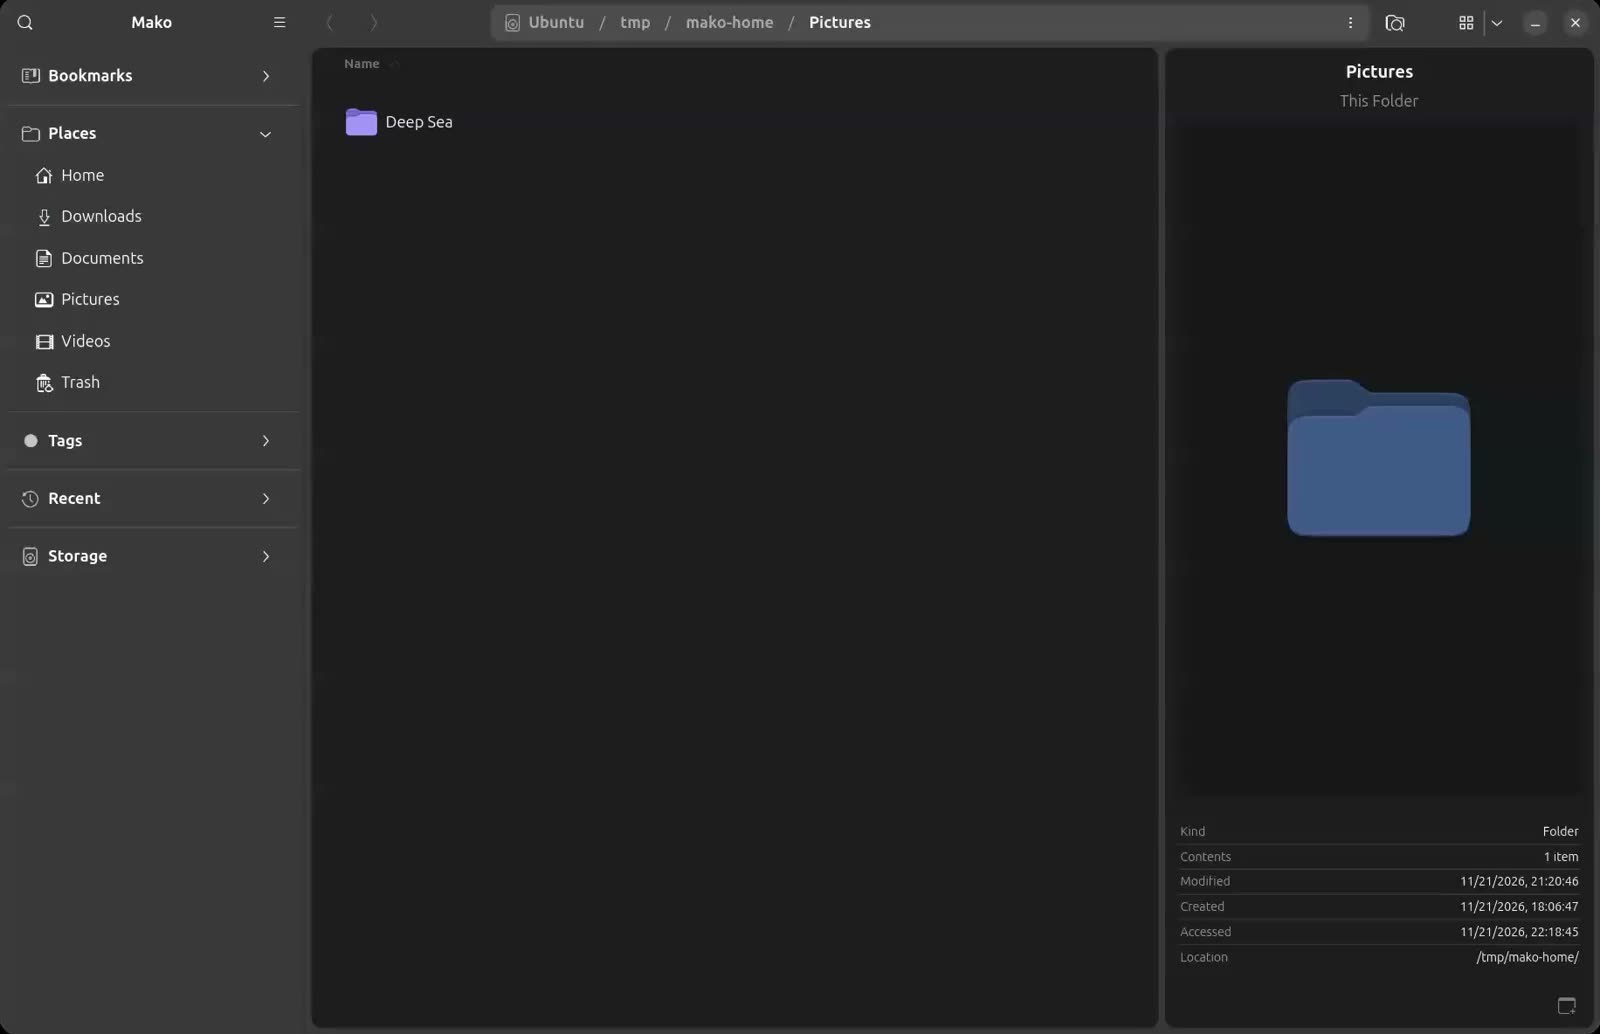 Mako
Ubuntu / tmp / mako-home / Pictures
Bookmarks
Places
Home
Downloads
Documents
Pictures
Videos
Trash
Tags
Recent
Storage
Name
Deep Sea
Pictures
This Folder
Kind Folder
Contents 1 item
Modified 11/21/2026, 21:20:46
Created 11/21/2026, 18:06:47
Accessed 11/21/2026, 22:18:45
Location /tmp/mako-home/